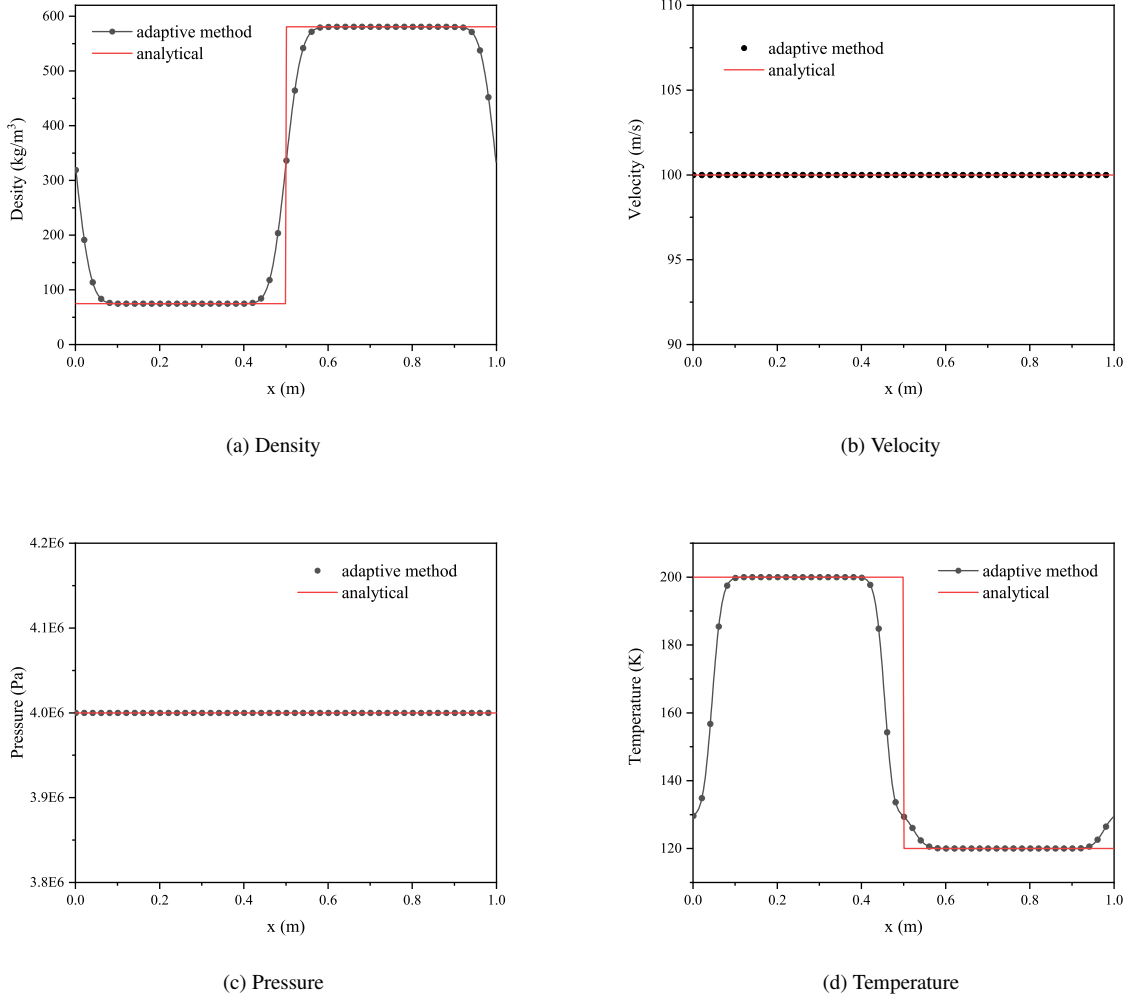 600
500
400
300
200
100
0
Desity (kg/m³)
adaptive method
analytical
0.0 0.2 0.4 0.6 0.8 1.0
x (m)
(a) Density
110
105
100
95
90
Velocity (m/s)
adaptive method
analytical
0.0 0.2 0.4 0.6 0.8 1.0
x (m)
(b) Velocity
4.2E6
4.1E6
4.0E6
3.9E6
3.8E6
Pressure (Pa)
adaptive method
analytical
0.0 0.2 0.4 0.6 0.8 1.0
x (m)
(c) Pressure
200
180
160
140
120
Temperature (K)
adaptive method
analytical
0.0 0.2 0.4 0.6 0.8 1.0
x (m)
(d) Temperature